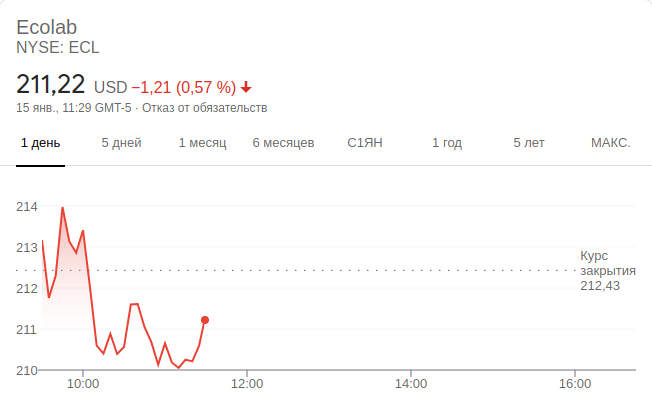 Ecolab
NYSE: ECL
211,22 USD −1,21 (0,57 %)
15 янв., 11:29 GMT-5 · Отказ от обязательств
1 день 5 дней 1 месяц 6 месяцев С1ЯН 1 год 5 лет МАКС.
214
213
Курс
закрытия
212,43
212
211
210
10:00 12:00 14:00 16:00